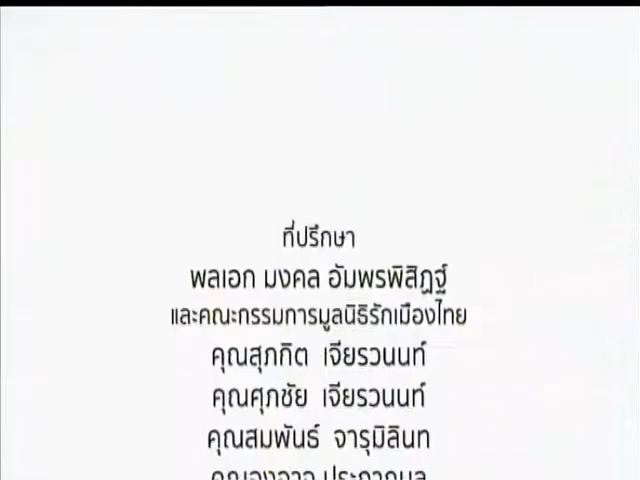 ที่ปรึกษา
พลเอก มงคล อัมพรพิสิฏฐ์
และคณะกรรมการมูลนิธิรักเมืองไทย
คุณสุภกิต เจียรวนนท์
คุณศุภชัย เจียรวนนท์
คุณสมพันธ์ จารุมิลินท